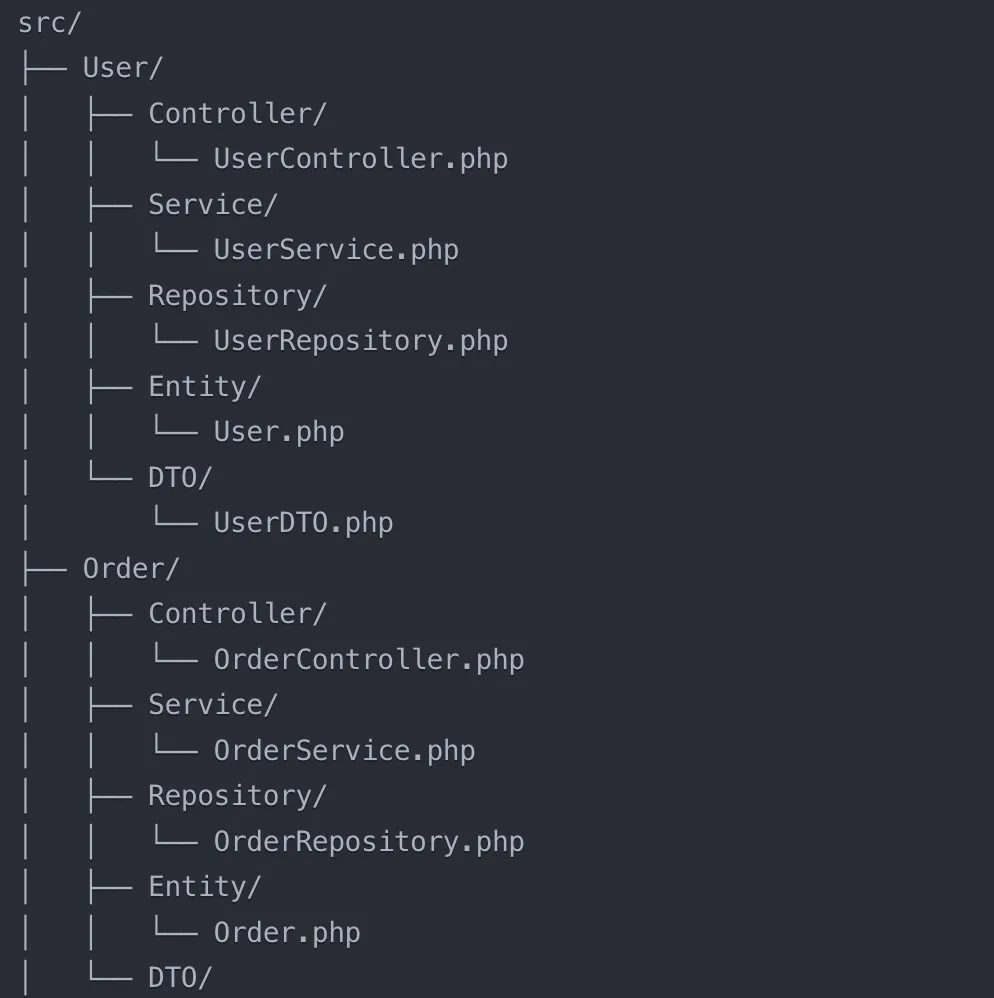 src/
├── User/
│   ├── Controller/
│   │   └── UserController.php
│   ├── Service/
│   │   └── UserService.php
│   ├── Repository/
│   │   └── UserRepository.php
│   ├── Entity/
│   │   └── User.php
│   └── DTO/
│       └── UserDTO.php
├── Order/
│   ├── Controller/
│   │   └── OrderController.php
│   ├── Service/
│   │   └── OrderService.php
│   ├── Repository/
│   │   └── OrderRepository.php
│   ├── Entity/
│   │   └── Order.php
│   └── DTO/